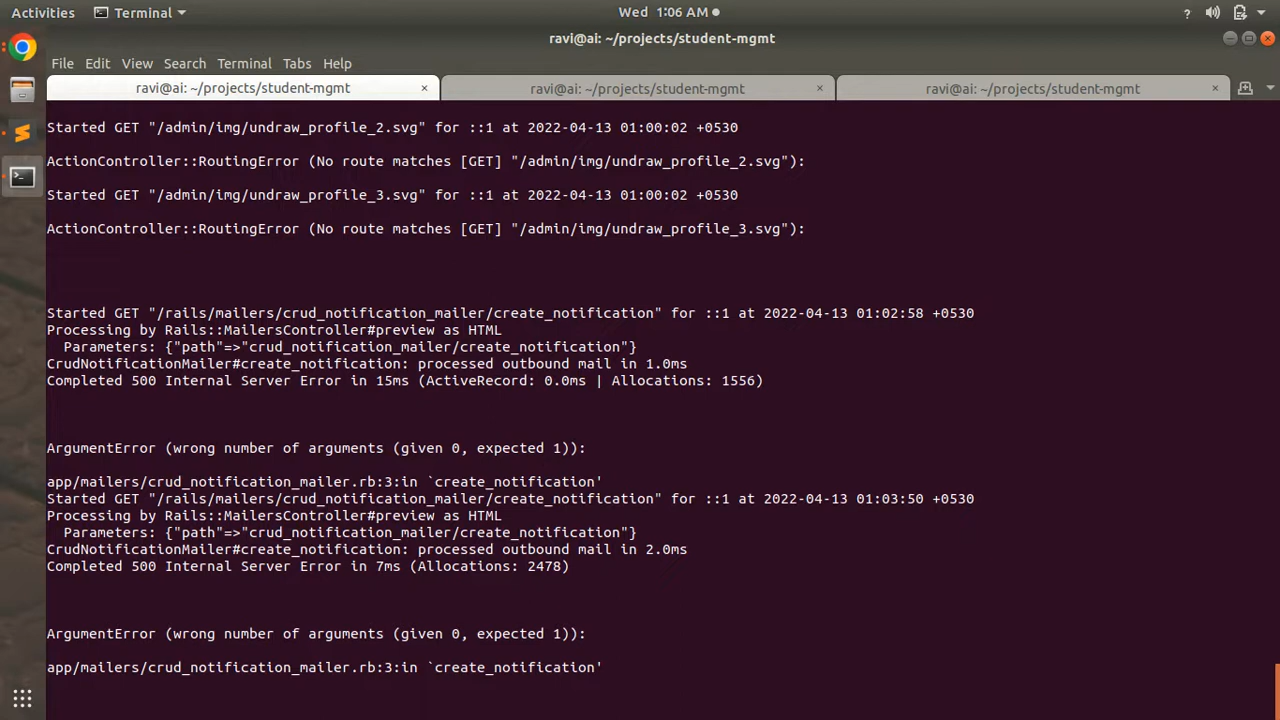 Activities Terminal Wed 1:06 AM
ravi@ai: ~/projects/student-mgmt
File Edit View Search Terminal Tabs Help
ravi@ai: ~/projects/student-mgmt × ravi@ai: ~/projects/student-mgmt × ravi@ai: ~/projects/student-mgmt ×
Started GET "/admin/img/undraw_profile_2.svg" for ::1 at 2022-04-13 01:00:02 +0530
ActionController::RoutingError (No route matches [GET] "/admin/img/undraw_profile_2.svg"):
Started GET "/admin/img/undraw_profile_3.svg" for ::1 at 2022-04-13 01:00:02 +0530
ActionController::RoutingError (No route matches [GET] "/admin/img/undraw_profile_3.svg"):
Started GET "/rails/mailers/crud_notification_mailer/create_notification" for ::1 at 2022-04-13 01:02:58 +0530
Processing by Rails::MailersController#preview as HTML
Parameters: {"path"=>"crud_notification_mailer/create_notification"}
CrudNotificationMailer#create_notification: processed outbound mail in 1.0ms
Completed 500 Internal Server Error in 15ms (ActiveRecord: 0.0ms | Allocations: 1556)
ArgumentError (wrong number of arguments (given 0, expected 1)):
app/mailers/crud_notification_mailer.rb:3:in `create_notification'
Started GET "/rails/mailers/crud_notification_mailer/create_notification" for ::1 at 2022-04-13 01:03:50 +0530
Processing by Rails::MailersController#preview as HTML
Parameters: {"path"=>"crud_notification_mailer/create_notification"}
CrudNotificationMailer#create_notification: processed outbound mail in 2.0ms
Completed 500 Internal Server Error in 7ms (Allocations: 2478)
ArgumentError (wrong number of arguments (given 0, expected 1)):
app/mailers/crud_notification_mailer.rb:3:in `create_notification'